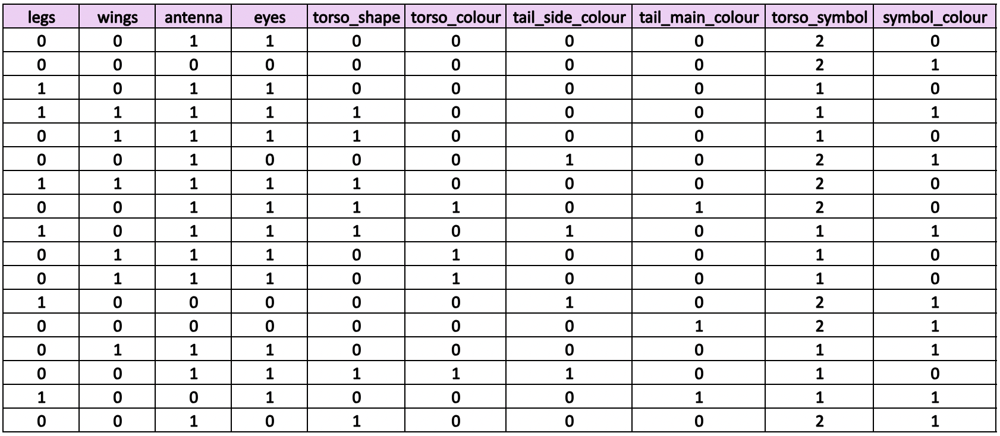 legs wings antenna eyes torso_shape torso_colour tail_side_colour tail_main_colour torso_symbol symbol_colour
0 0 1 1 0 0 0 0 2 0
0 0 0 0 0 0 0 0 2 1
1 0 1 1 0 0 0 0 1 0
1 1 1 1 1 0 0 0 1 1
0 1 1 1 1 0 0 0 1 0
0 0 1 0 0 0 1 0 2 1
1 1 1 1 1 0 0 0 2 0
0 0 1 1 1 1 0 1 2 0
1 0 1 1 1 0 1 0 1 1
0 1 1 1 0 1 0 0 1 0
0 1 1 1 0 1 0 0 1 0
1 0 0 0 0 0 1 0 2 1
0 0 0 0 0 0 0 1 2 1
0 1 1 1 0 0 0 0 1 1
0 0 1 1 1 1 1 0 1 0
1 0 0 1 0 0 0 1 1 1
0 0 1 0 1 0 0 0 2 1